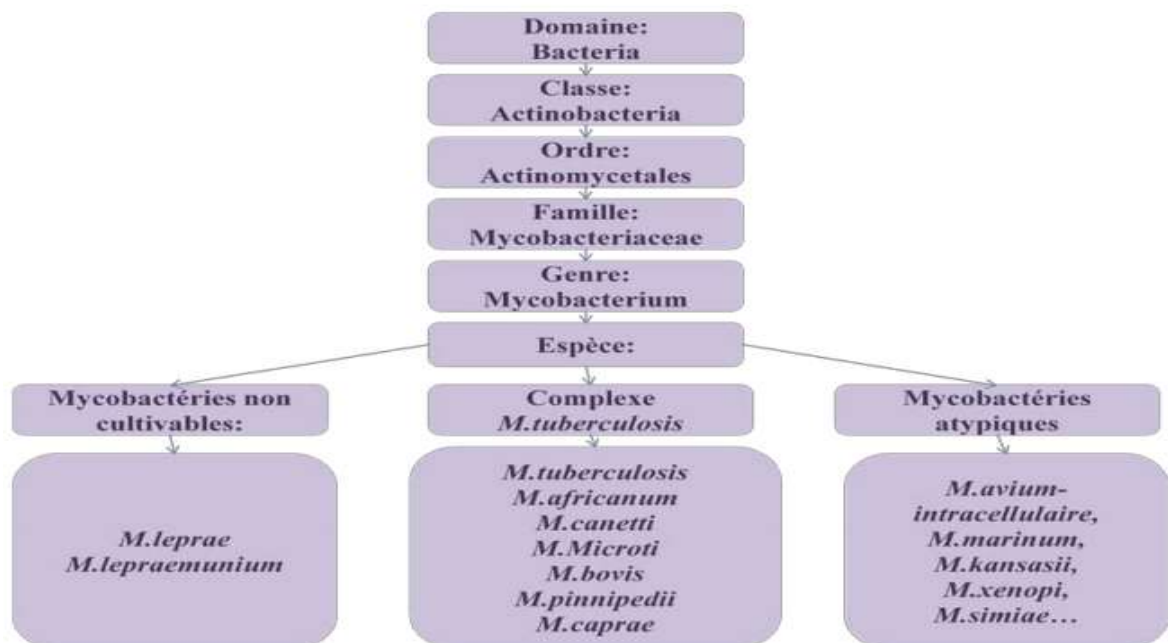 Domaine:
Bacteria
Classe:
Actinobacteria
Ordre:
Actinomycetales
Famille:
Mycobacteriaceae
Genre:
Mycobacterium
Espèce:
Mycobactéries non
cultivables:
M.leprae
M.lepraemunium
Complexe
M.tuberculosis
M.tuberculosis
M.africanum
M.canetti
M.Microti
M.bovis
M.pinnipedii
M.caprae
Mycobactéries
atypiques
M.avium-
intracellulaire,
M.marinum,
M.kansasii,
M.xenopi,
M.simiae…